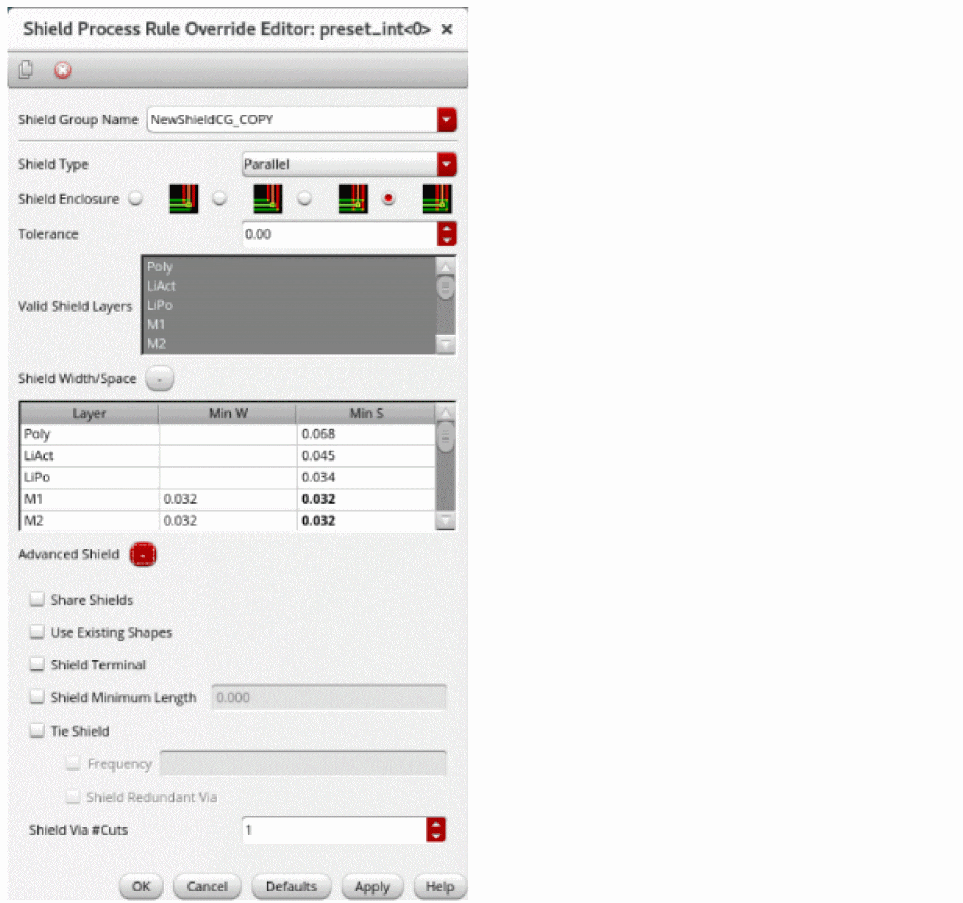 Shield Process Rule Override Editor: preset_int<0> ×
Shield Group Name NewShieldCG_COPY
Shield Type Parallel
Shield Enclosure
Tolerance 0.00
Valid Shield Layers
Poly
LiAct
LiPo
M1
M2
Shield Width/Space -
Layer Min W Min S
Poly 0.068
LiAct 0.045
LiPo 0.034
M1 0.032 0.032
M2 0.032 0.032
Advanced Shield -
Share Shields
Use Existing Shapes
Shield Terminal
Shield Minimum Length 0.000
Tie Shield
Frequency
Shield Redundant Via
Shield Via #Cuts 1
OK Cancel Defaults Apply Help